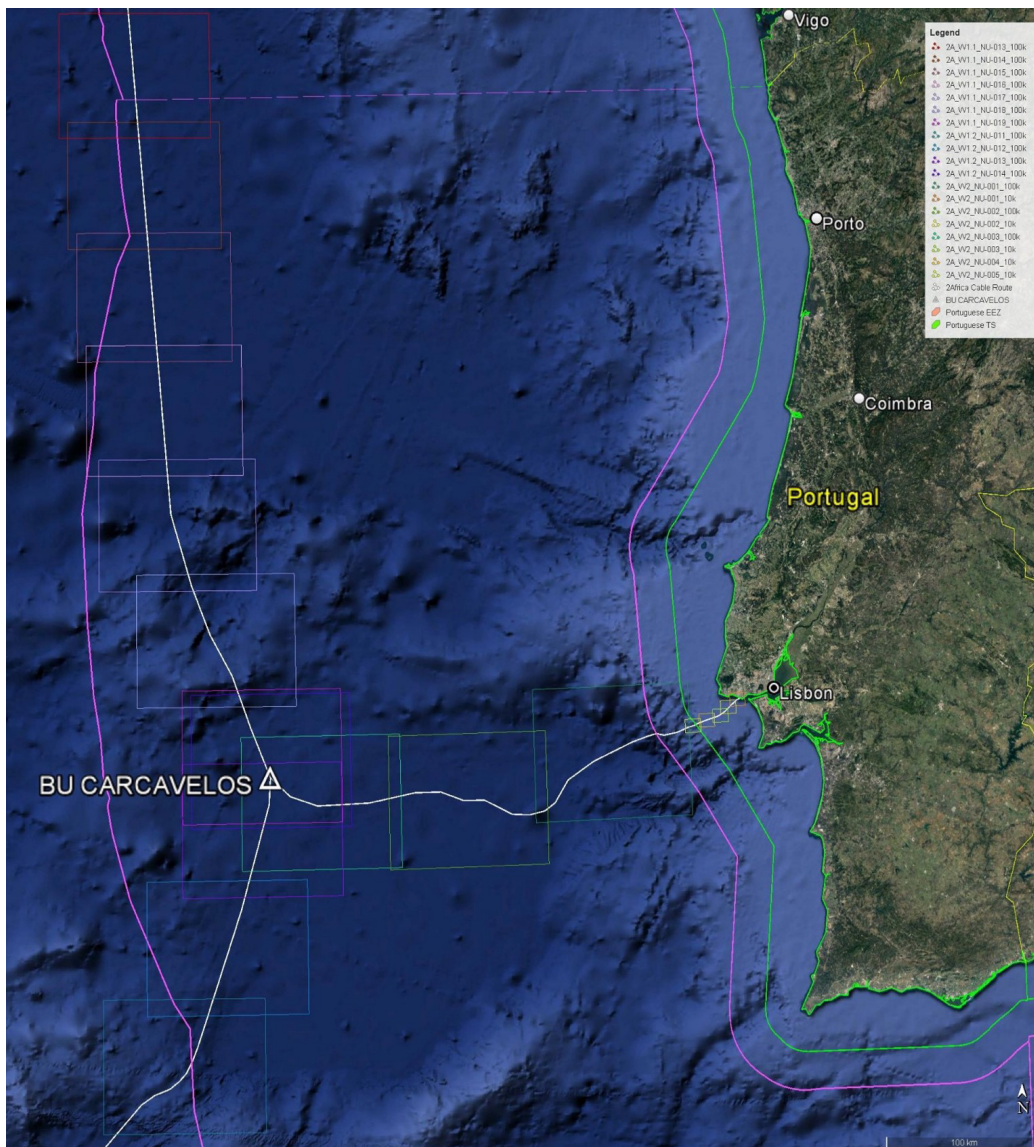 Vigo
Legend
2A_W1.1_NU-013_100k
2A_W1.1_NU-014_100k
2A_W1.1_NU-015_100k
2A_W1.1_NU-016_100k
2A_W1.1_NU-017_100k
2A_W1.1_NU-018_100k
2A_W1.1_NU-019_100k
2A_W1.2_NU-011_100k
2A_W1.2_NU-012_100k
2A_W1.2_NU-013_100k
2A_W1.2_NU-014_100k
2A_W2_NU-001_100k
2A_W2_NU-001_10k
2A_W2_NU-002_100k
2A_W2_NU-002_10k
2A_W2_NU-003_100k
2A_W2_NU-003_10k
2A_W2_NU-004_10k
2A_W2_NU-005_10k
2Africa Cable Route
BU CARCAVELOS
Portuguese EEZ
Portuguese TS
Porto
Coimbra
Portugal
Lisbon
BU CARCAVELOS
N
100 km